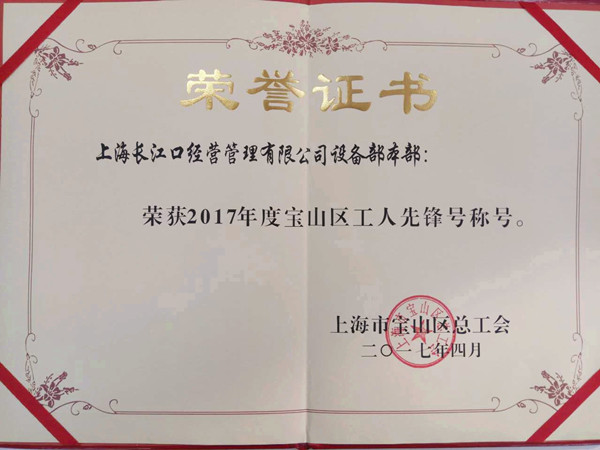 荣誉证书
上海长江口经营管理有限公司设备部本部：
荣获2017年度宝山区工人先锋号称号。
上海市宝山区总工会
二〇一七年四月